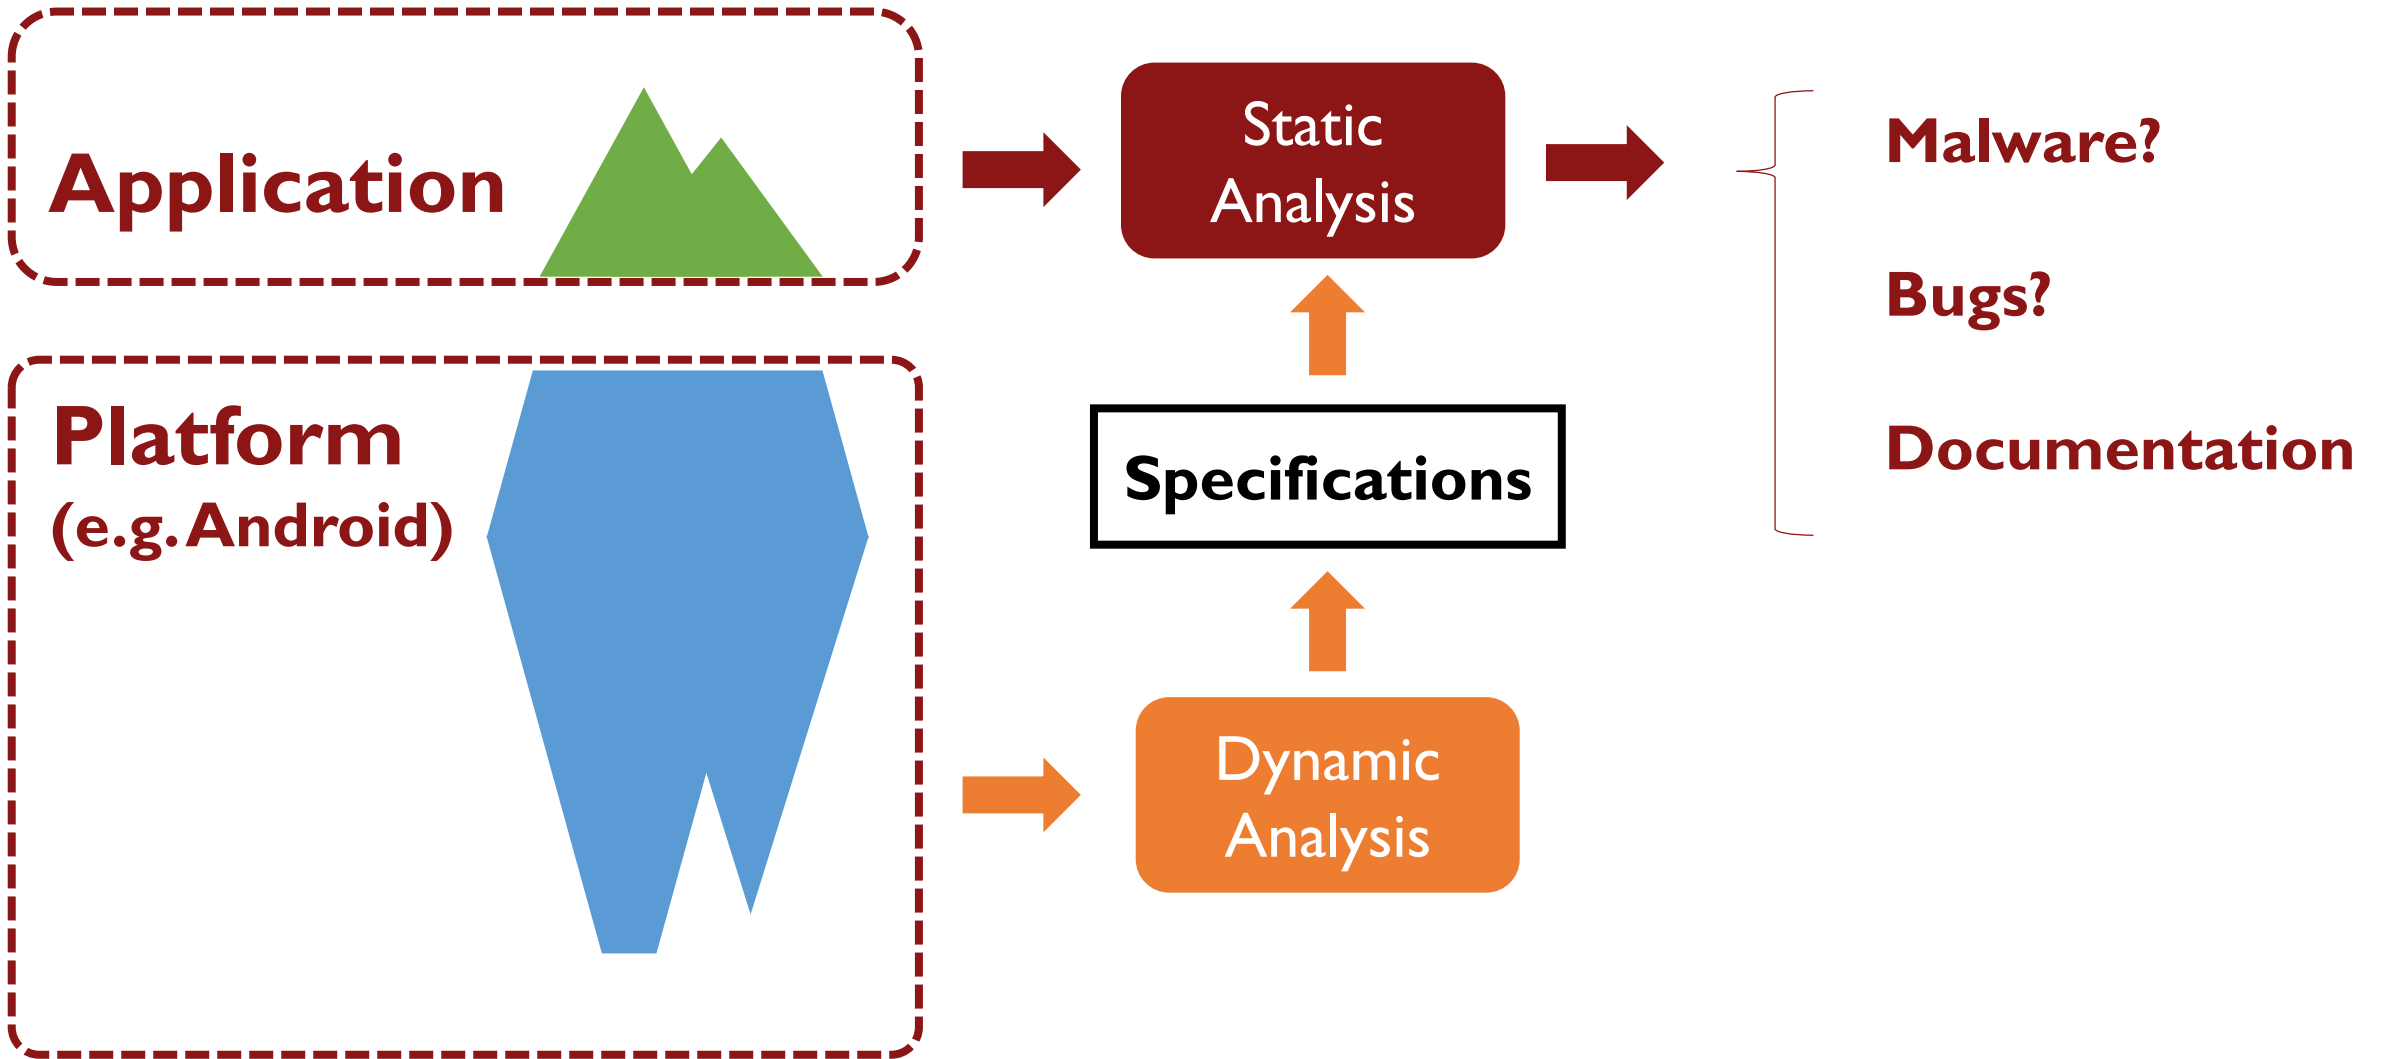 Application
Platform
(e.g. Android)
Static
Analysis
Specifications
Dynamic
Analysis
Malware?
Bugs?
Documentation